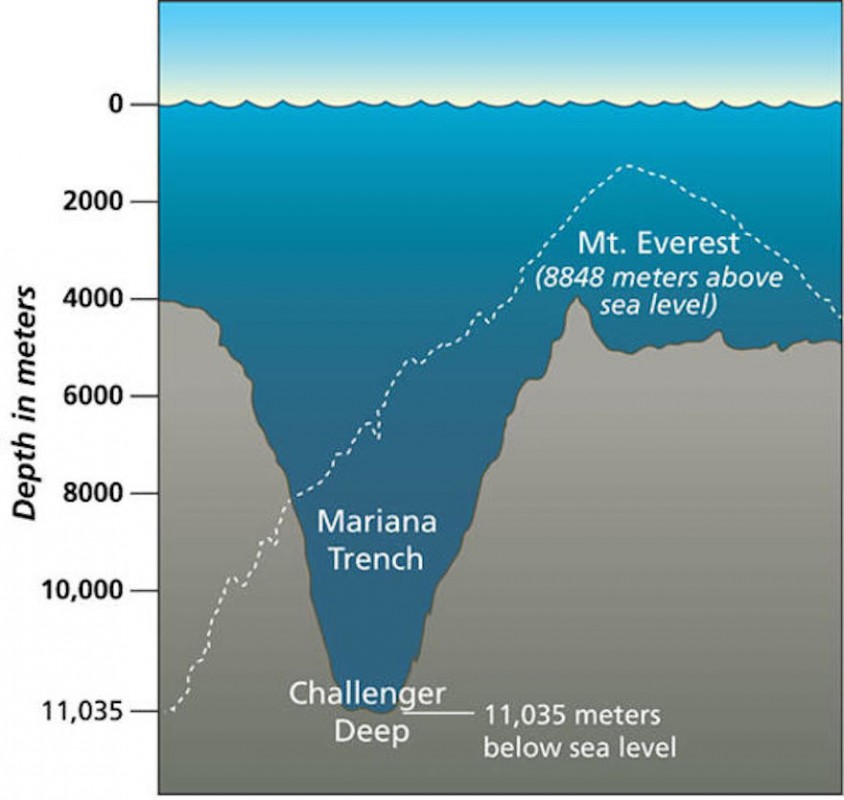 0
2000
4000
6000
8000
10,000
11,035
Depth in meters
Mt. Everest
(8848 meters above
sea level)
Mariana
Trench
Challenger
Deep
11,035 meters
below sea level